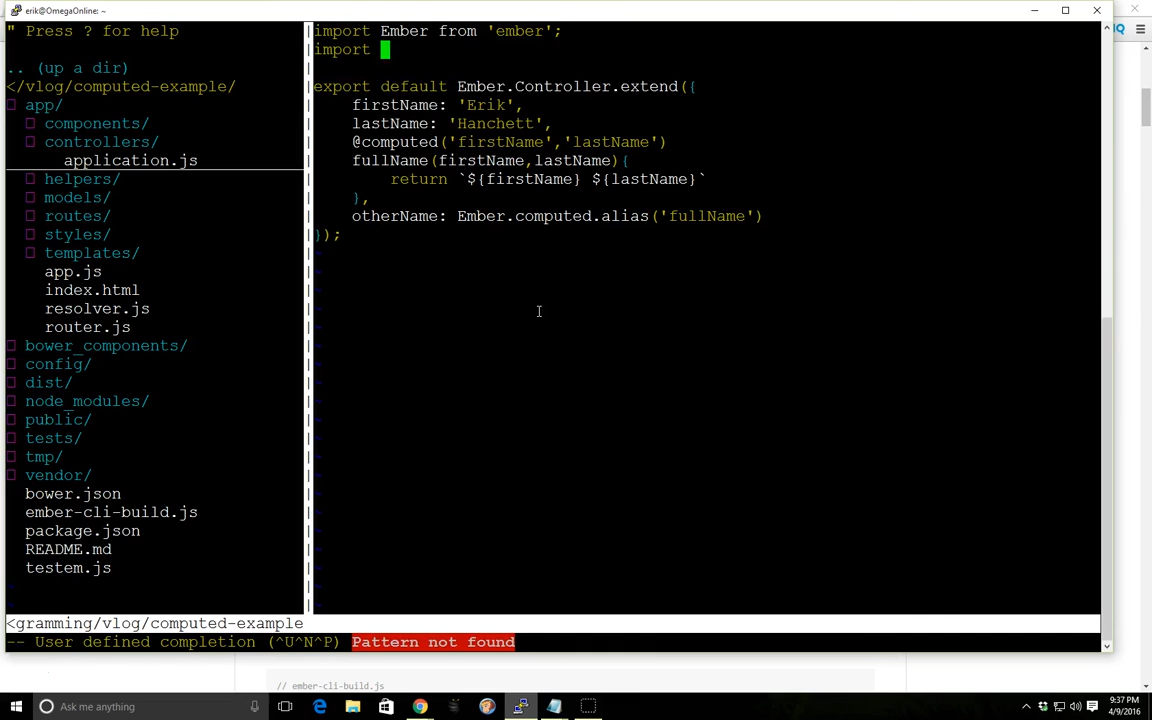 erik@OmegaOnline: ~
" Press ? for help
.. (up a dir)
</vlog/computed-example/
app/
components/
controllers/
application.js
helpers/
models/
routes/
styles/
templates/
app.js
index.html
resolver.js
router.js
bower_components/
config/
dist/
node_modules/
public/
tests/
tmp/
vendor/
bower.json
ember-cli-build.js
package.json
README.md
testem.js
~
~
<gramming/vlog/computed-example
-- User defined completion (^U^N^P) Pattern not found
import Ember from 'ember';
import
export default Ember.Controller.extend({
firstName: 'Erik',
lastName: 'Hanchett',
@computed('firstName','lastName')
fullName(firstName,lastName){
return `${firstName} ${lastName}`
},
otherName: Ember.computed.alias('fullName')
});
// ember-cli-build.js
Ask me anything
9:37 PM
4/9/2016